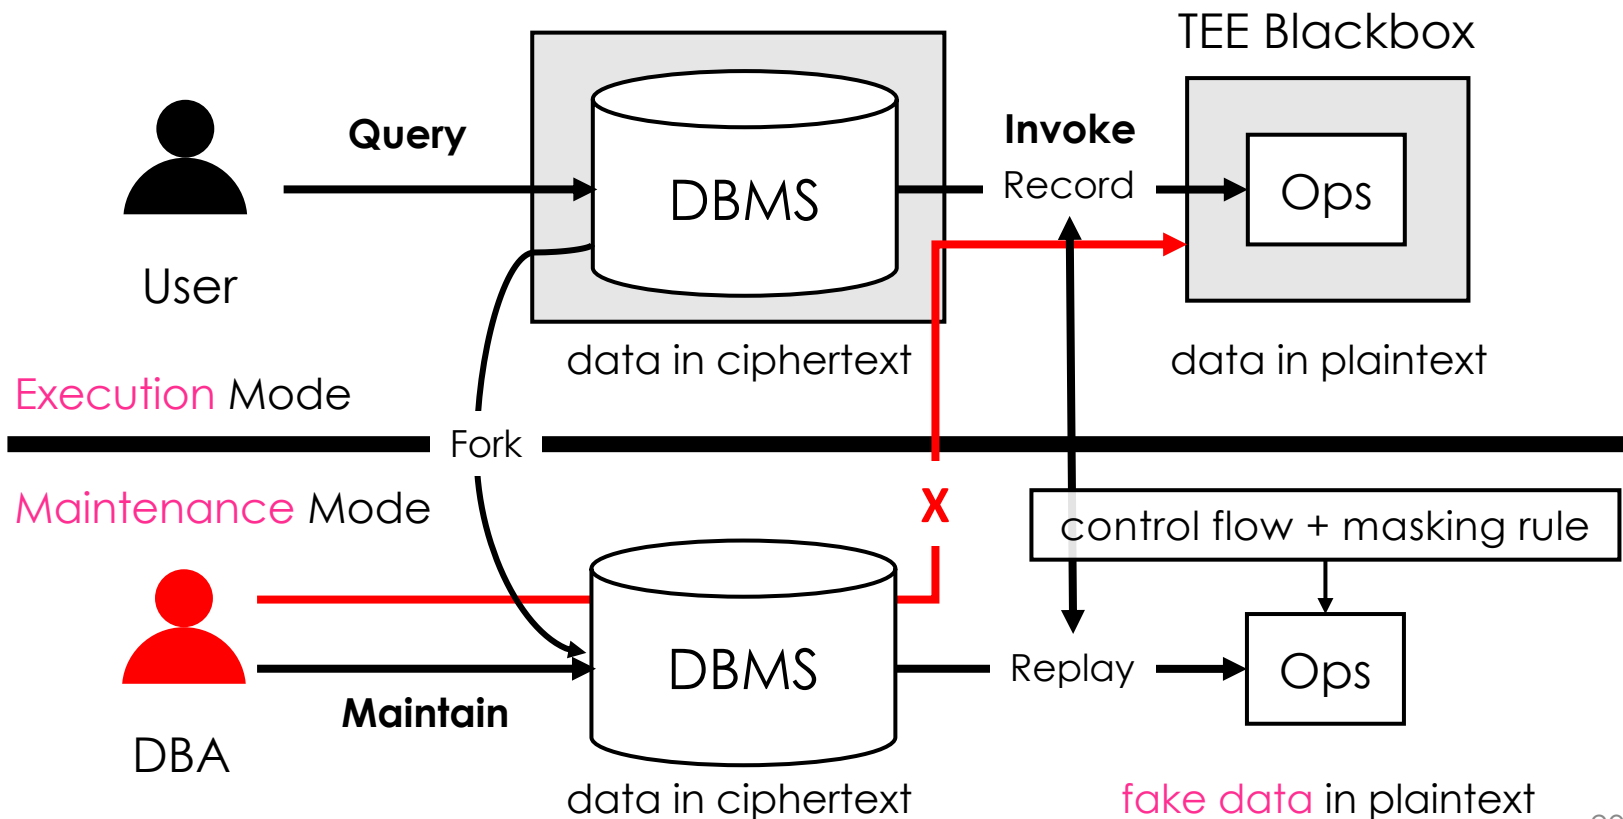 TEE Blackbox
Query
Invoke
Record
DBMS
Ops
User
data in ciphertext
data in plaintext
Execution Mode
Fork
Maintenance Mode
X
control flow + masking rule
DBMS
Replay
Ops
Maintain
DBA
data in ciphertext
fake data in plaintext